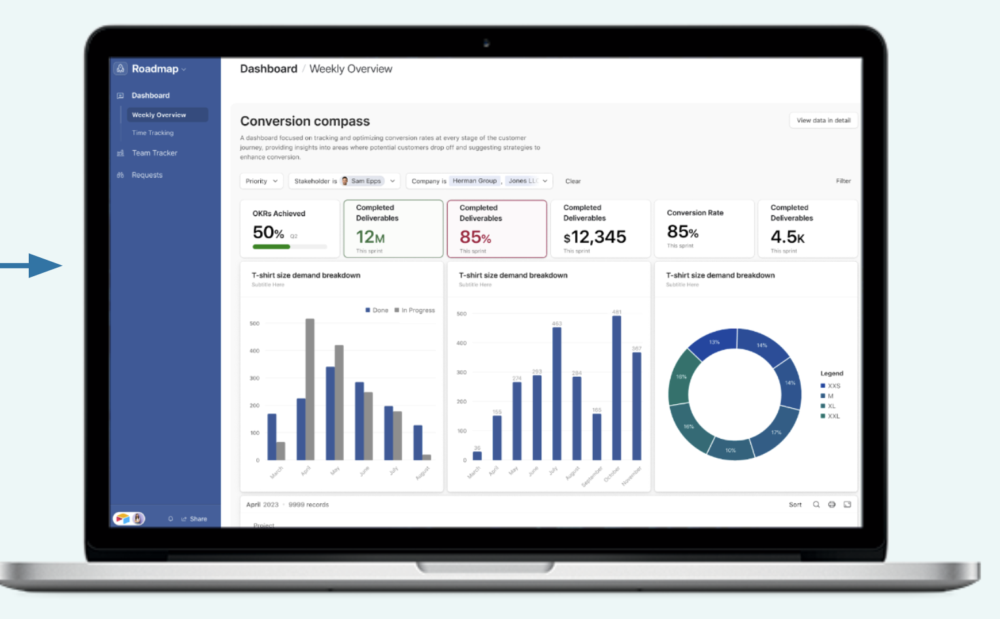 Roadmap
Dashboard / Weekly Overview
Dashboard
Weekly Overview
Time Tracking
Team Tracker
Requests
Share
Conversion compass
View data in detail
A dashboard focused on tracking and optimizing conversion rates at every stage of the customer
journey, providing insights into areas where potential customers drop off and suggesting strategies to
enhance conversion.
Priority
Stakeholder is Sam Epps
Company is Herman Group , Jones LLC
Clear
Filter
OKRs Achieved
50% Q2
Completed
Deliverables
12M
This sprint
Completed
Deliverables
85%
This sprint
Completed
Deliverables
$12,345
This sprint
Conversion Rate
85%
This sprint
Completed
Deliverables
4.5K
This sprint
T-shirt size demand breakdown
Subtitle Here
Done In Progress
500
400
300
200
100
0
March April May June July August
T-shirt size demand breakdown
Subtitle Here
500
400
300
200
100
0
36 155 274 293 463 284 165 481 367
March April May June July August September October November
T-shirt size demand breakdown
Subtitle Here
13%
14%
14%
17%
10%
16%
16%
Legend
XXS
M
XL
XXL
April 2023 · 9999 records
Sort
Project